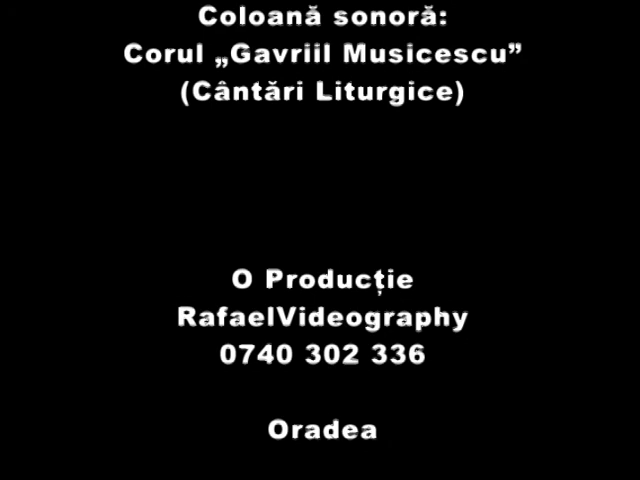 Coloană sonoră:
Corul „Gavriil Musicescu”
(Cântări Liturgice)
O Producție
RafaelVideography
0740 302 336
Oradea